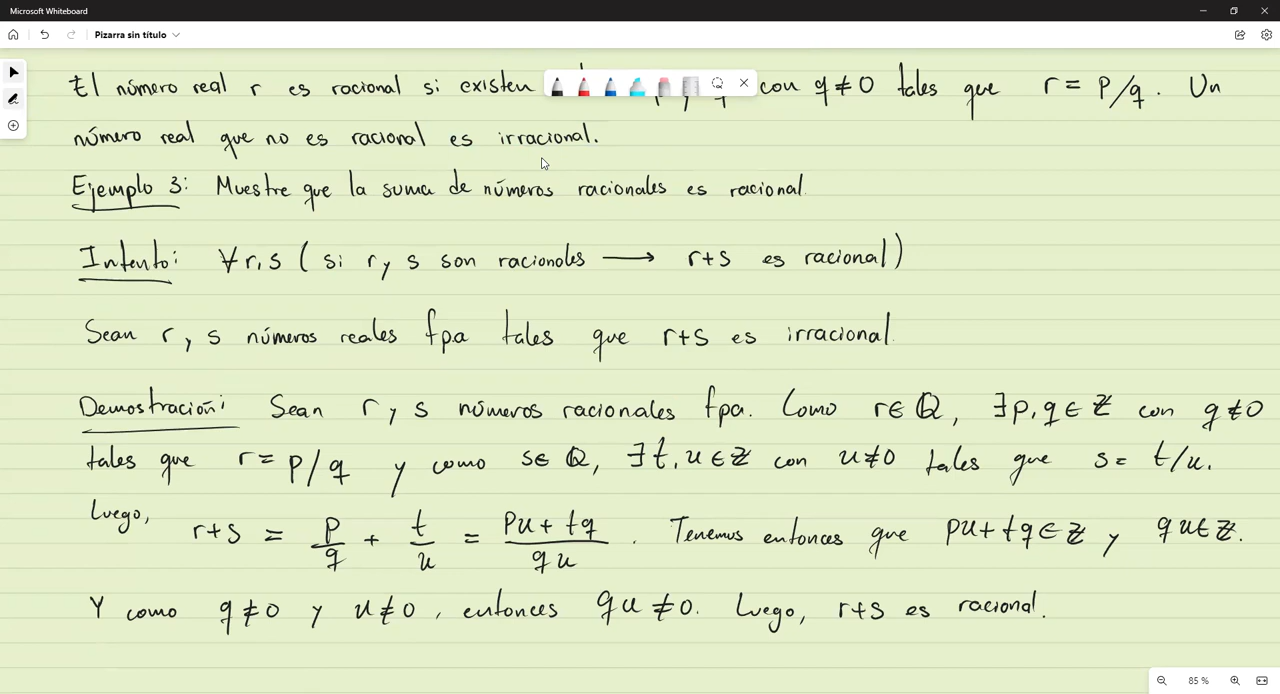 Microsoft Whiteboard
Pizarra sin título
El número real r es racional si existen con q≠0 tales que r = p/q. Un
número real que no es racional es irracional.
Ejemplo 3: Muestre que la suma de números racionales es racional.
Intento: ∀r,s ( si r y s son racionales ⟶ r+s es racional)
Sean r y s números reales fpa tales que r+s es irracional.
Demostración: Sean r y s números racionales fpa. Como r∈ℚ, ∃p,q∈ℤ con q≠0
tales que r = p/q y como s∈ℚ, ∃t,u∈ℤ con u≠0 tales que s = t/u.
Luego, r+s = p/q + t/u = (pu+tq)/(qu). Tenemos entonces que pu+tq∈ℤ y qu∈ℤ.
Y como q≠0 y u≠0, entonces qu≠0. Luego, r+s es racional.
85 %